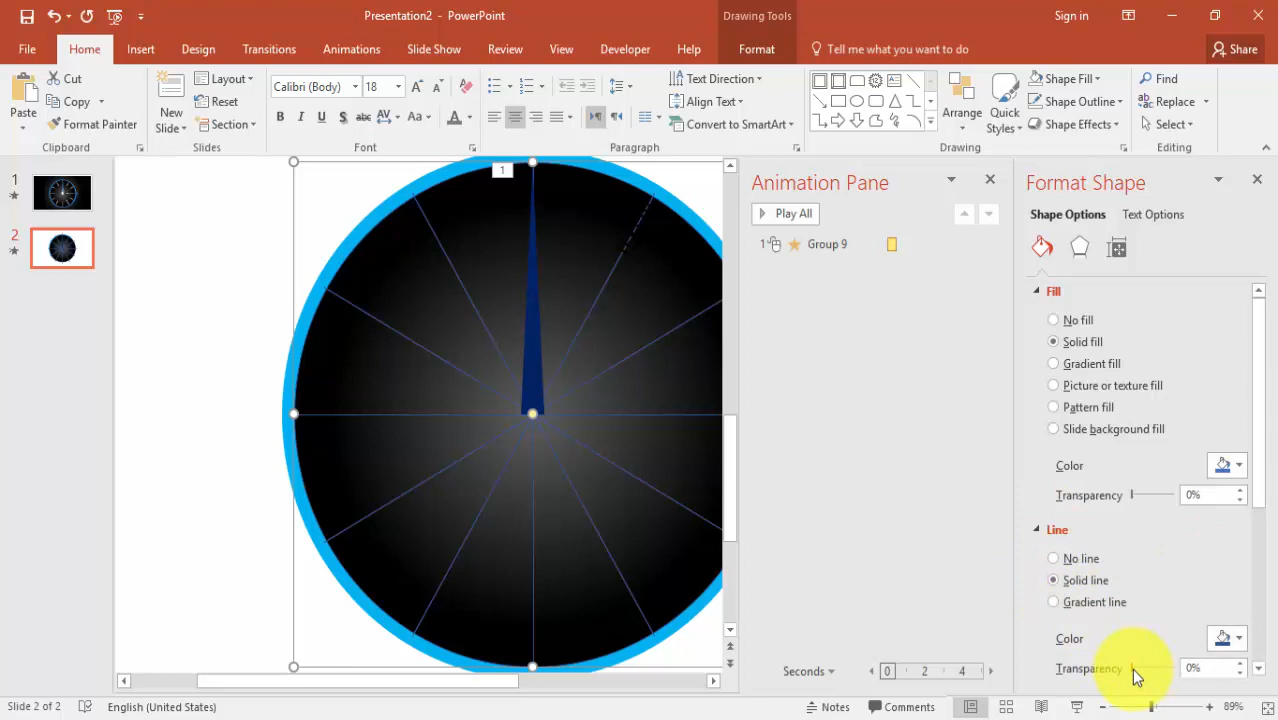 Presentation2 - PowerPoint
Drawing Tools
Sign in
File Home Insert Design Transitions Animations Slide Show Review View Developer Help Format Tell me what you want to do Share
Paste
Cut
Copy
Format Painter
Clipboard
New Slide
Layout
Reset
Section
Slides
Calibri (Body) 18
B I U S abc AV Aa A
Font
Text Direction
Align Text
Convert to SmartArt
Paragraph
Arrange
Quick Styles
Shape Fill
Shape Outline
Shape Effects
Drawing
Find
Replace
Select
Editing
1
2
1
Animation Pane
Play All
1 Group 9
Seconds 0 2 4
Format Shape
Shape Options Text Options
Fill
No fill
Solid fill
Gradient fill
Picture or texture fill
Pattern fill
Slide background fill
Color
Transparency 0%
Line
No line
Solid line
Gradient line
Color
Transparency 0%
Slide 2 of 2 English (United States) Notes Comments 89%